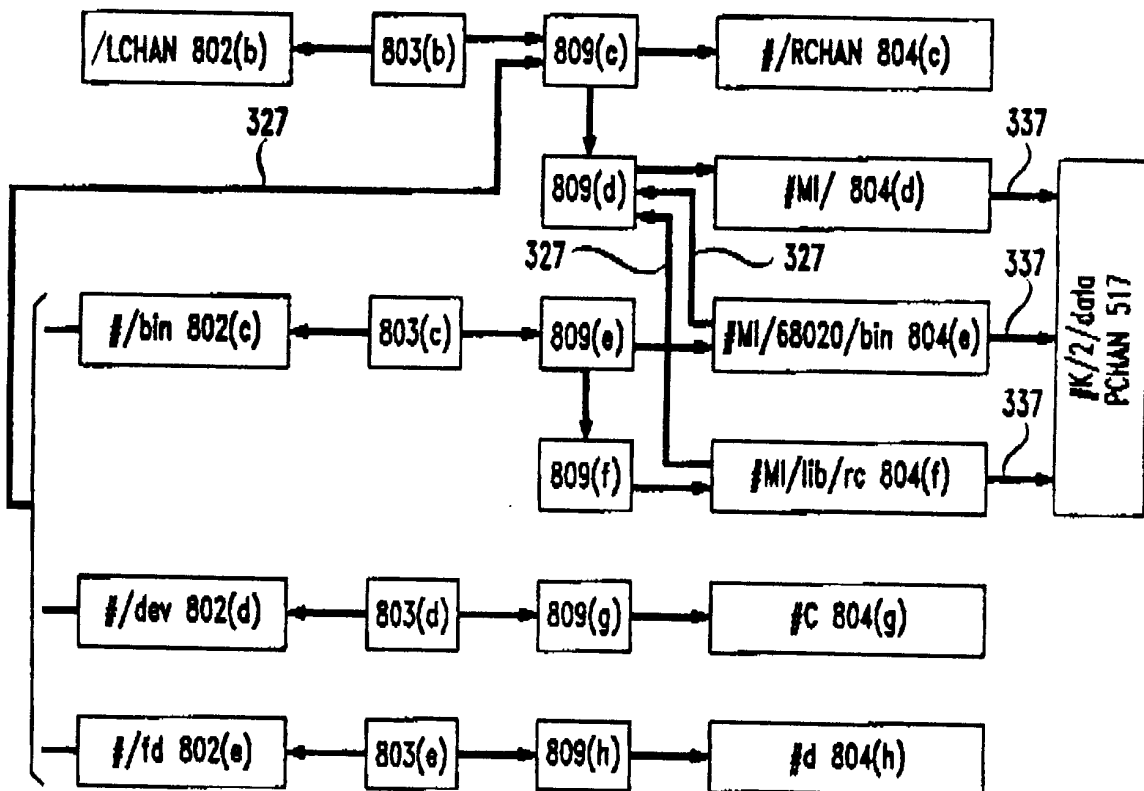 /LCHAN 802(b)
803(b)
809(c)
#/RCHAN 804(c)
327
337
809(d)
#MI/ 804(d)
327
327
337
#/bin 802(c)
803(c)
809(e)
#MI/68020/bin 804(e)
#K/2/data
PCHAN 517
337
809(f)
#MI/lib/rc 804(f)
#/dev 802(d)
803(d)
809(g)
#C 804(g)
#/fd 802(e)
803(e)
809(h)
#d 804(h)